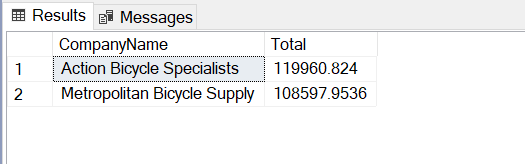 Results Messages
CompanyName Total
1 Action Bicycle Specialists 119960.824
2 Metropolitan Bicycle Supply 108597.9536